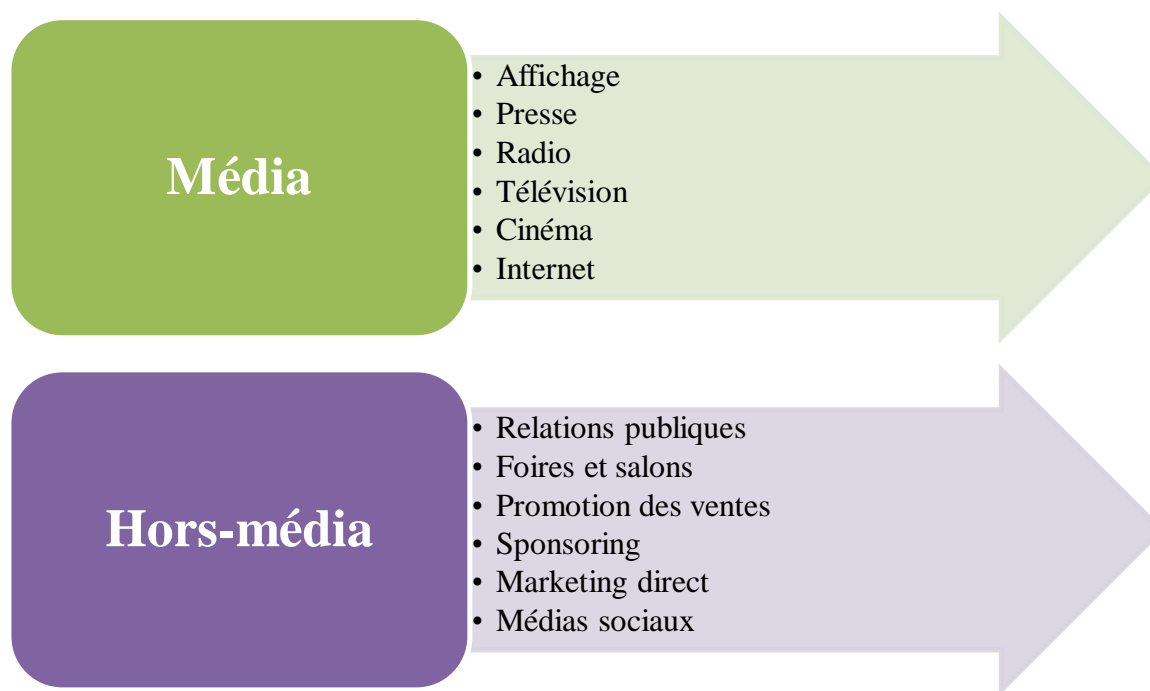 Média
• Affichage
• Presse
• Radio
• Télévision
• Cinéma
• Internet
Hors-média
• Relations publiques
• Foires et salons
• Promotion des ventes
• Sponsoring
• Marketing direct
• Médias sociaux